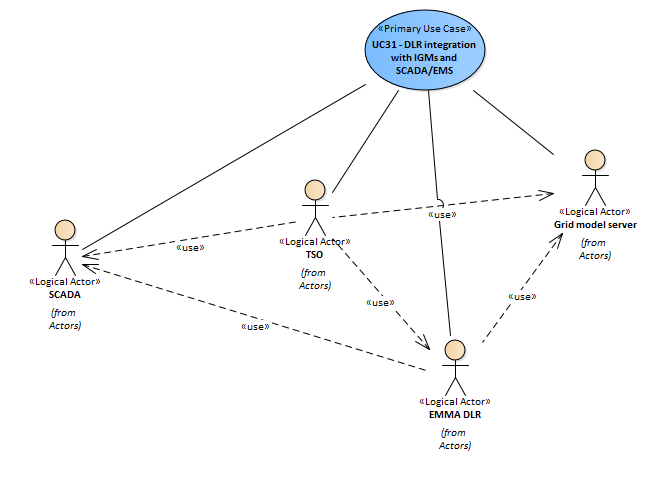 «Primary Use Case»
UC31 - DLR integration
with IGMs and
SCADA/EMS
«Logical Actor»
Grid model server
(from
Actors)
«use»
«Logical Actor»
TSO
(from
Actors)
«use»
«Logical Actor»
SCADA
(from
Actors)
«use»
«use»
«use»
«Logical Actor»
EMMA DLR
(from
Actors)